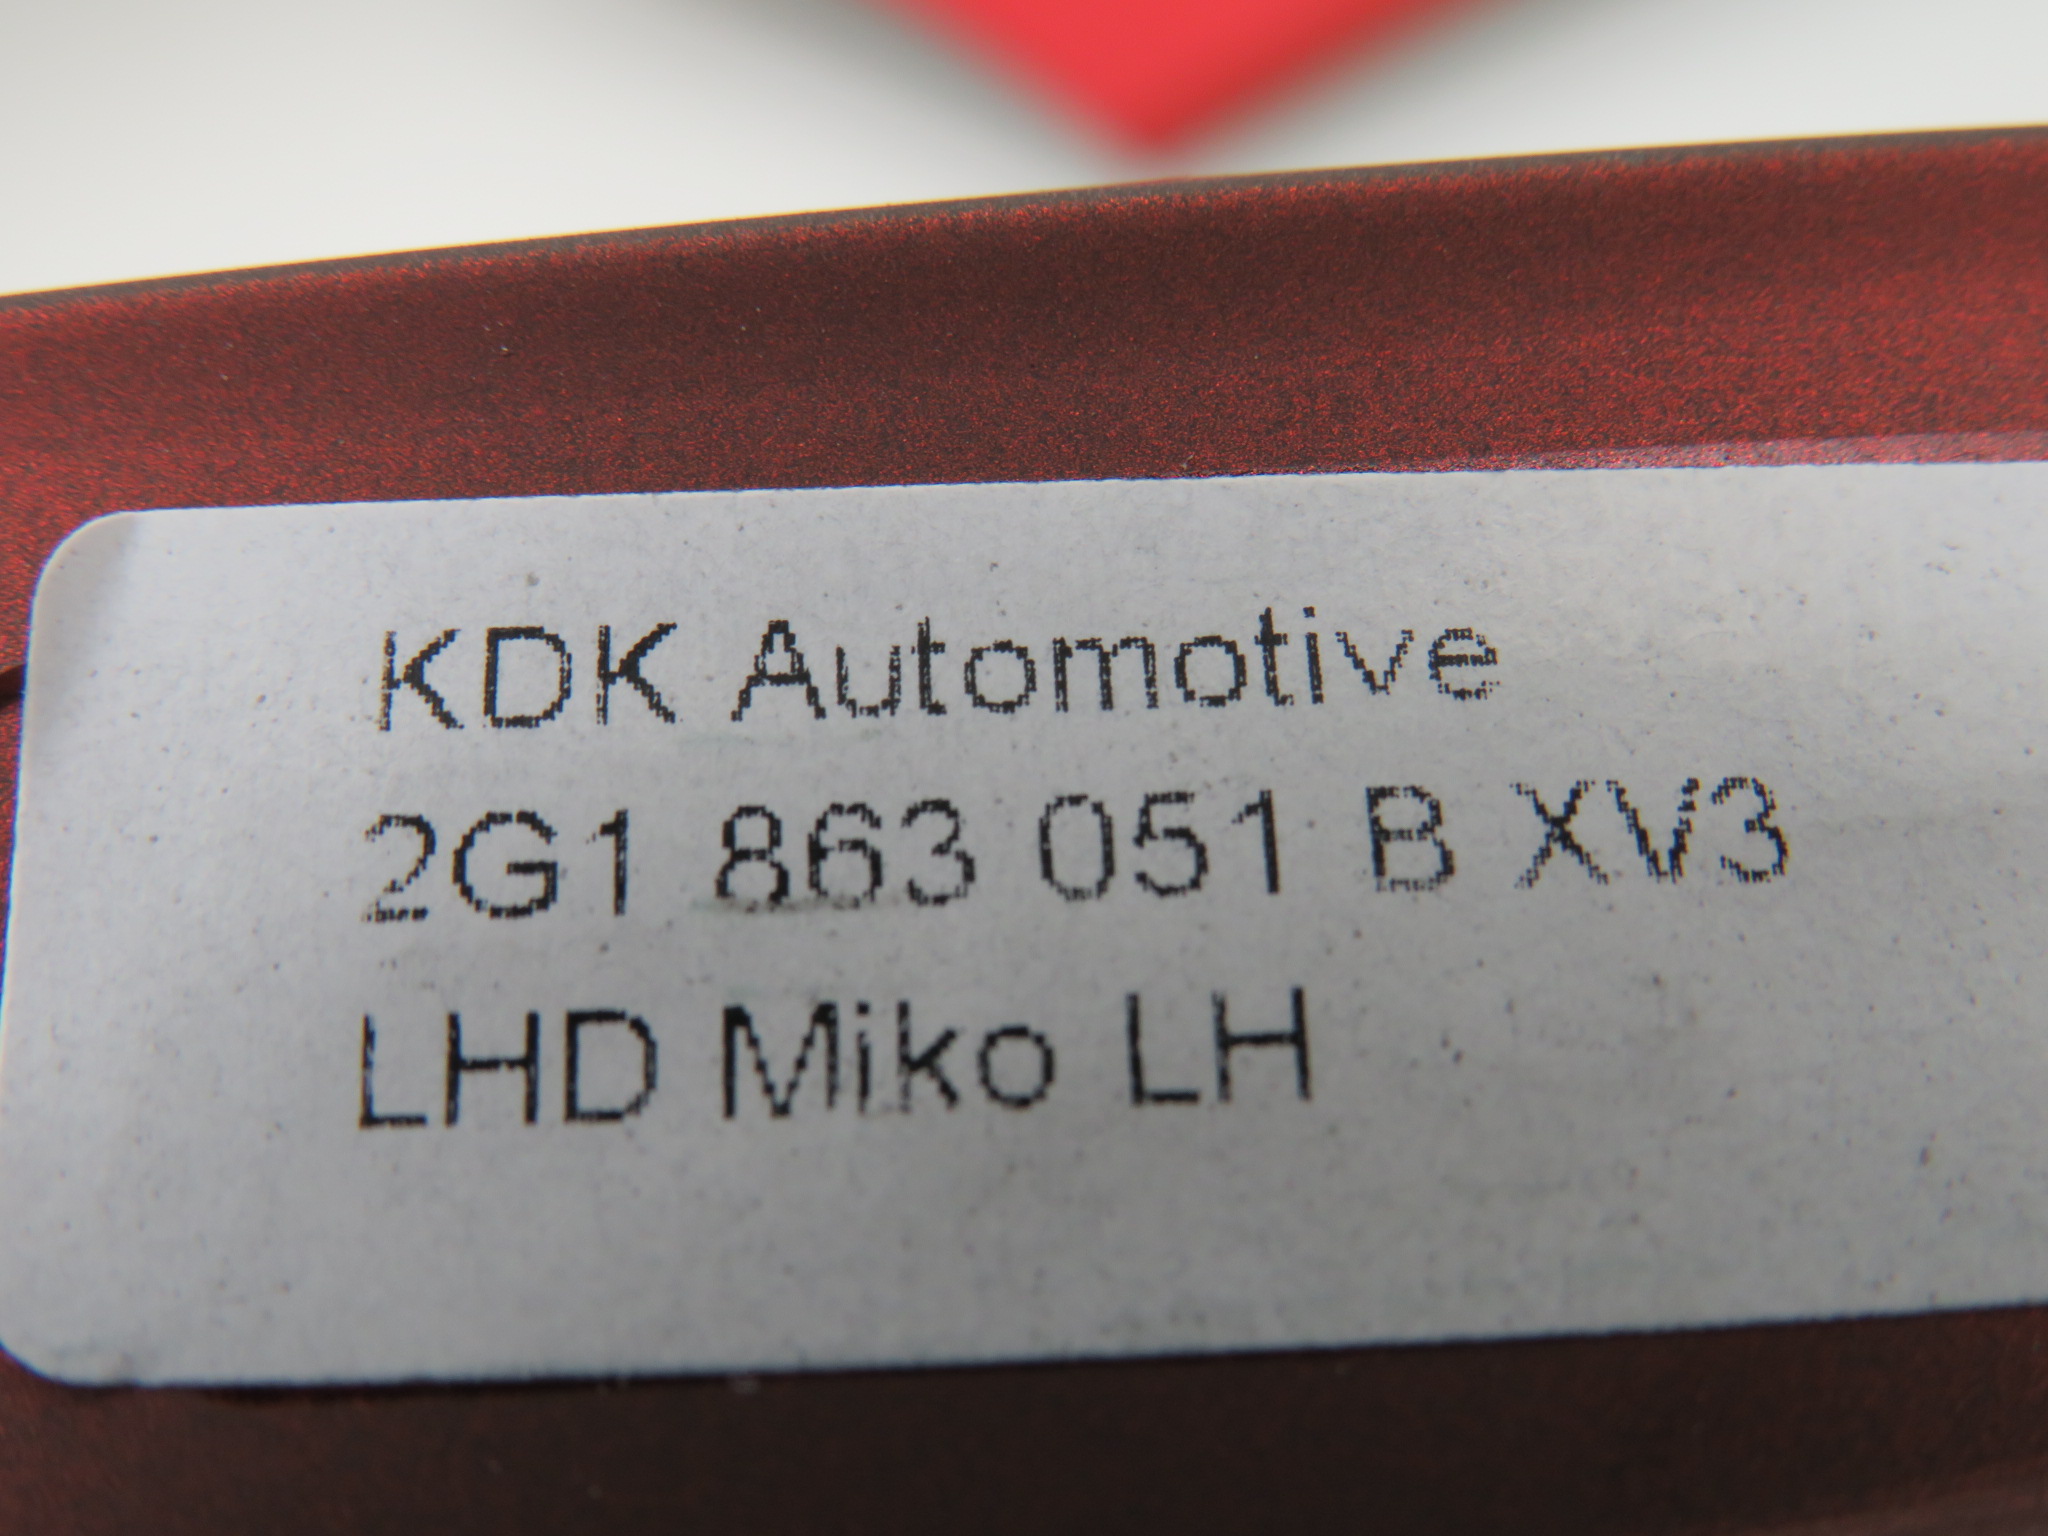 KDK Automotive
2G1 863 051 B XV3
LHD Miko LH